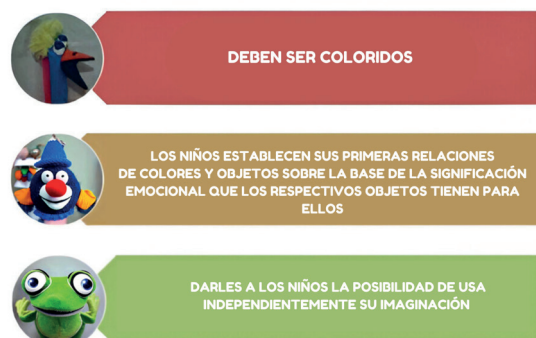 DEBEN SER COLORIDOS
LOS NIÑOS ESTABLECEN SUS PRIMERAS RELACIONES
DE COLORES Y OBJETOS SOBRE LA BASE DE LA SIGNIFICACIÓN
EMOCIONAL QUE LOS RESPECTIVOS OBJETOS TIENEN PARA
ELLOS
DARLES A LOS NIÑOS LA POSIBILIDAD DE USA
INDEPENDIENTEMENTE SU IMAGINACIÓN